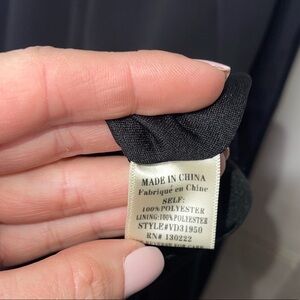 MADE IN CHINA
Fabriqué en Chine
SELF:
100% POLYESTER
LINING: 100% POLYESTER
STYLE#VD31950
RN# 130222